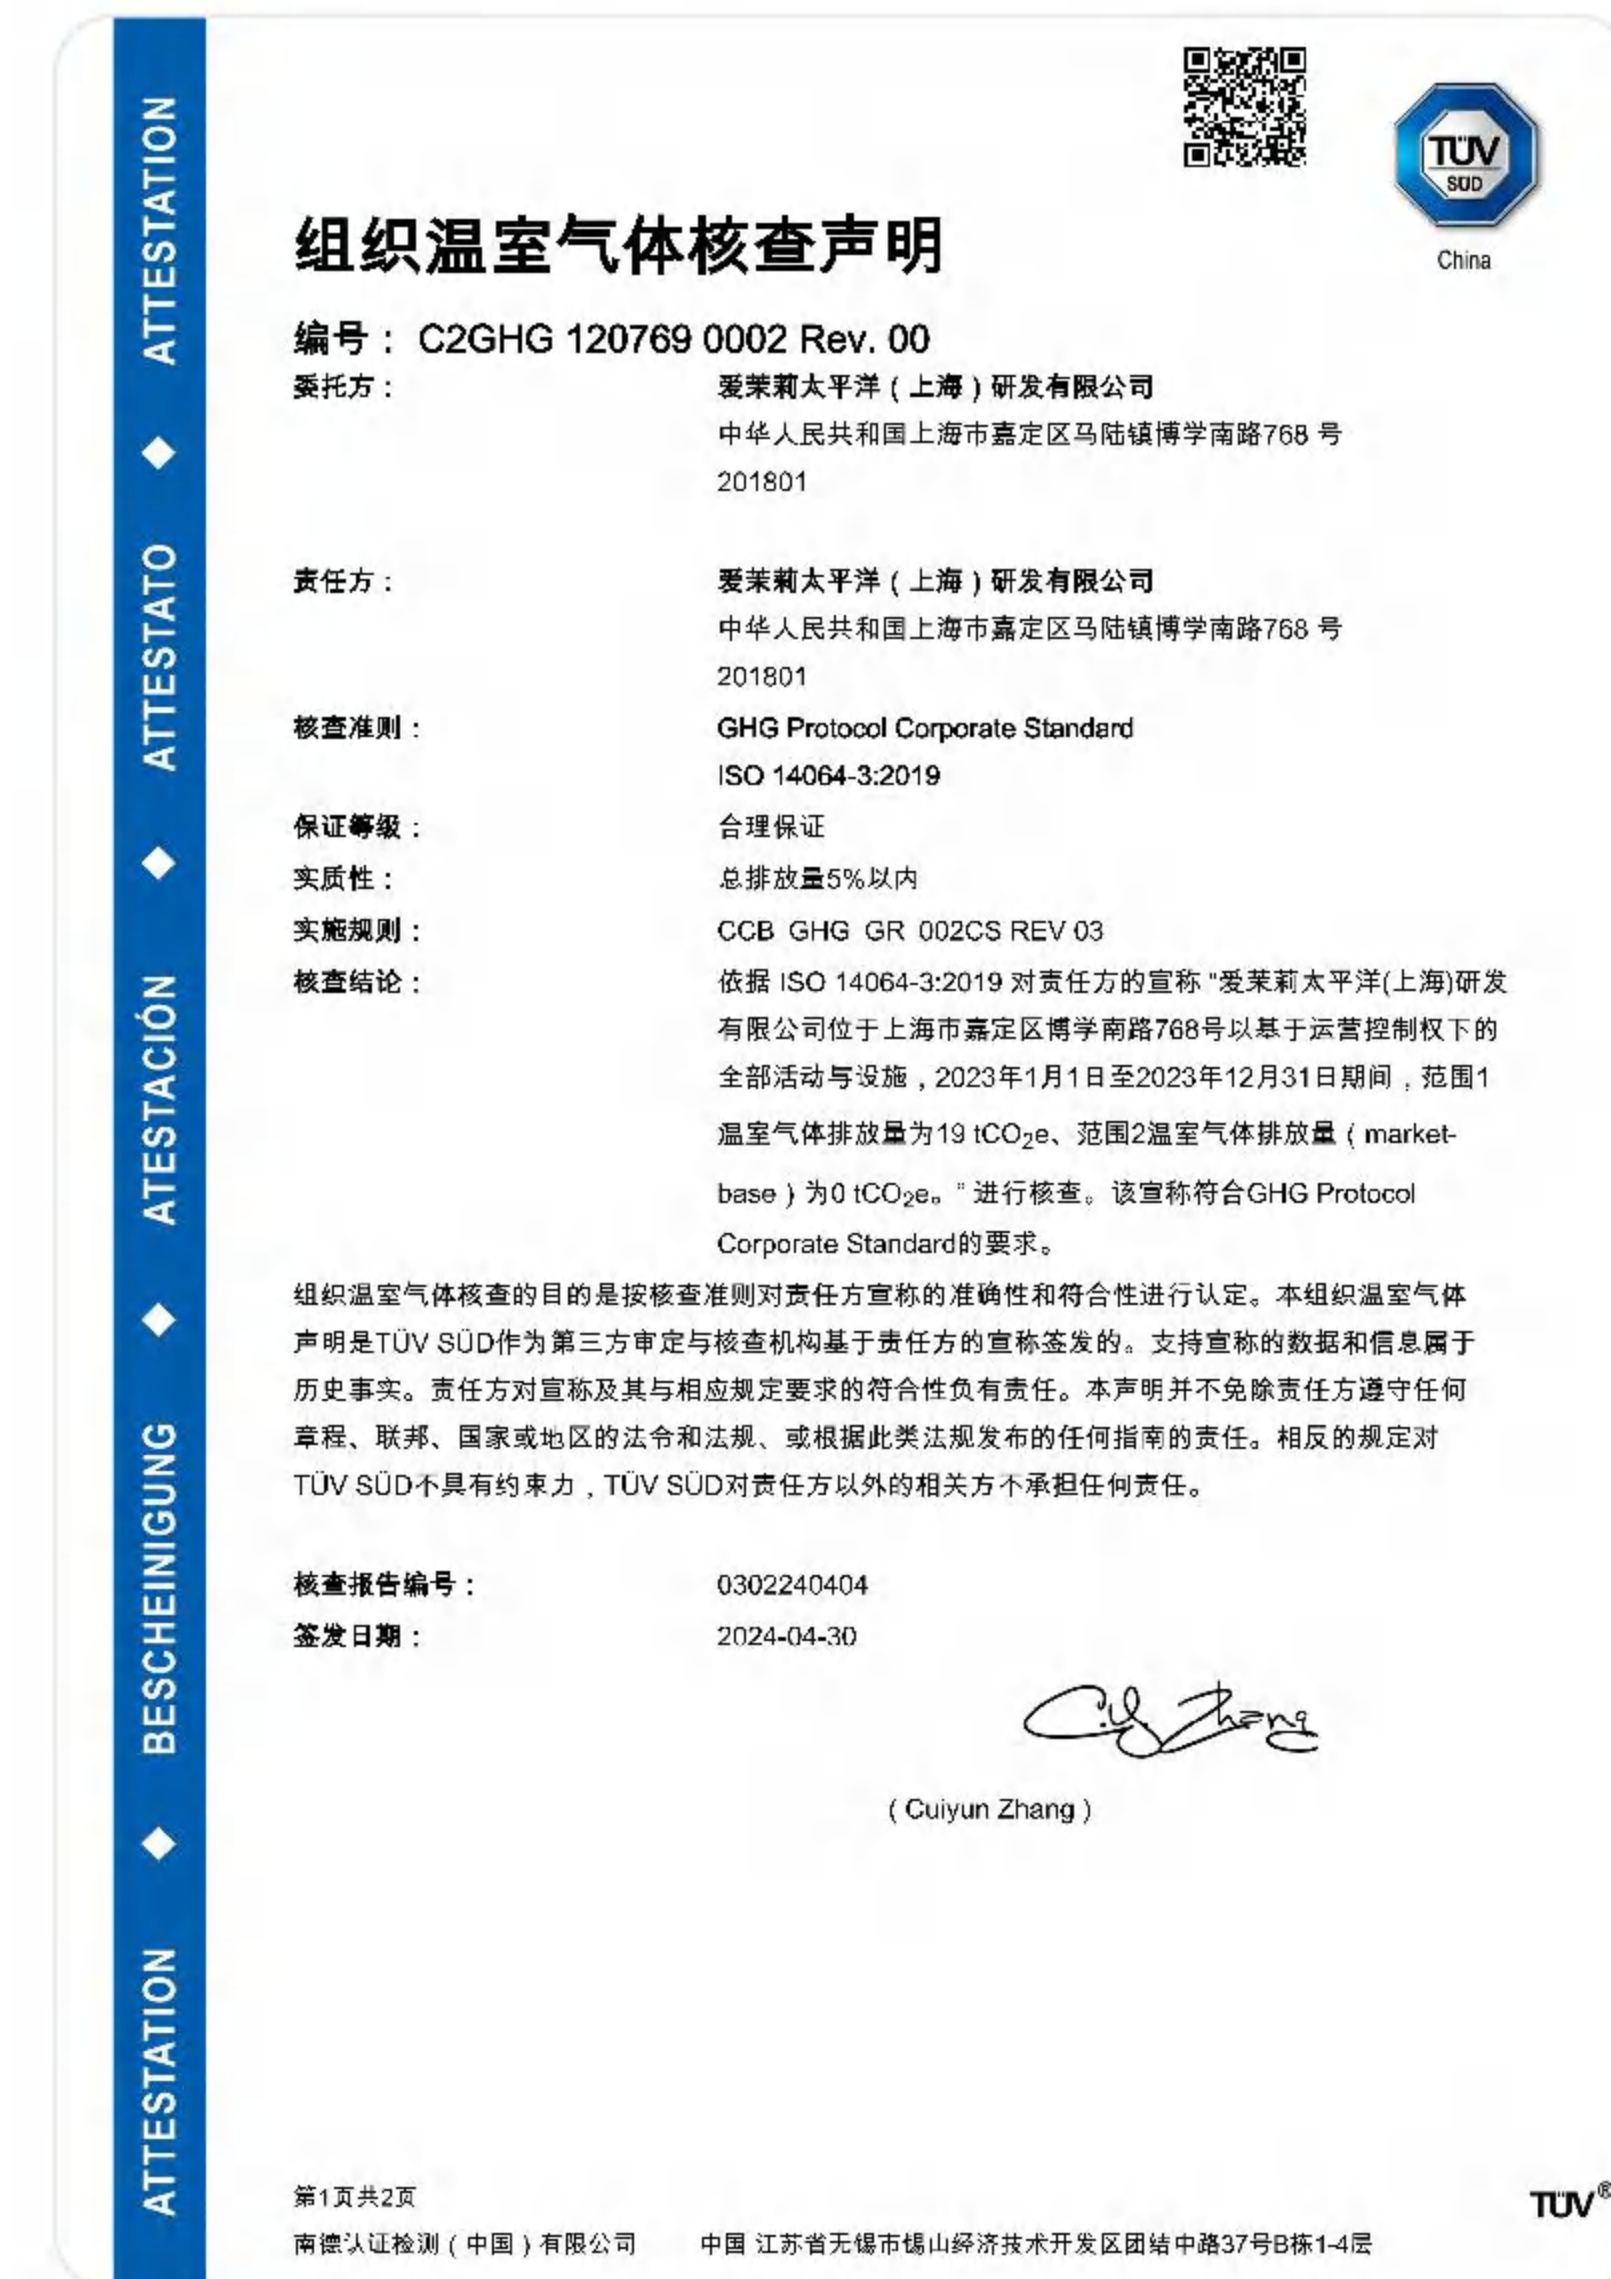 TÜV
SÜD
China
组织温室气体核查声明
编号： C2GHG 120769 0002 Rev. 00
委托方： 爱茉莉太平洋（上海）研发有限公司
中华人民共和国上海市嘉定区马陆镇博学南路768 号
201801
责任方： 爱茉莉太平洋（上海）研发有限公司
中华人民共和国上海市嘉定区马陆镇博学南路768 号
201801
核查准则： GHG Protocol Corporate Standard
ISO 14064-3:2019
保证等级： 合理保证
实质性： 总排放量5%以内
实施规则： CCB GHG GR 002CS REV 03
核查结论： 依据 ISO 14064-3:2019 对责任方的宣称 "爱茉莉太平洋(上海)研发
有限公司位于上海市嘉定区博学南路768号以基于运营控制权下的
全部活动与设施，2023年1月1日至2023年12月31日期间，范围1
温室气体排放量为19 tCO₂e、范围2温室气体排放量（market-
base）为0 tCO₂e。" 进行核查。该宣称符合GHG Protocol
Corporate Standard的要求。
组织温室气体核查的目的是按核查准则对责任方宣称的准确性和符合性进行认定。本组织温室气体
声明是TÜV SÜD作为第三方审定与核查机构基于责任方的宣称签发的。支持宣称的数据和信息属于
历史事实。责任方对宣称及其与相应规定要求的符合性负有责任。本声明并不免除责任方遵守任何
章程、联邦、国家或地区的法令和法规、或根据此类法规发布的任何指南的责任。相反的规定对
TÜV SÜD不具有约束力，TÜV SÜD对责任方以外的相关方不承担任何责任。
核查报告编号： 0302240404
签发日期： 2024-04-30
C.Y. Zhang
（Cuiyun Zhang）
第1页共2页
南德认证检测（中国）有限公司 中国 江苏省无锡市锡山经济技术开发区团结中路37号B栋1-4层
TÜV®
ATTESTATION ◆ BESCHEINIGUNG ◆ ATESTACIÓN ◆ ATTESTATO ◆ ATTESTATION